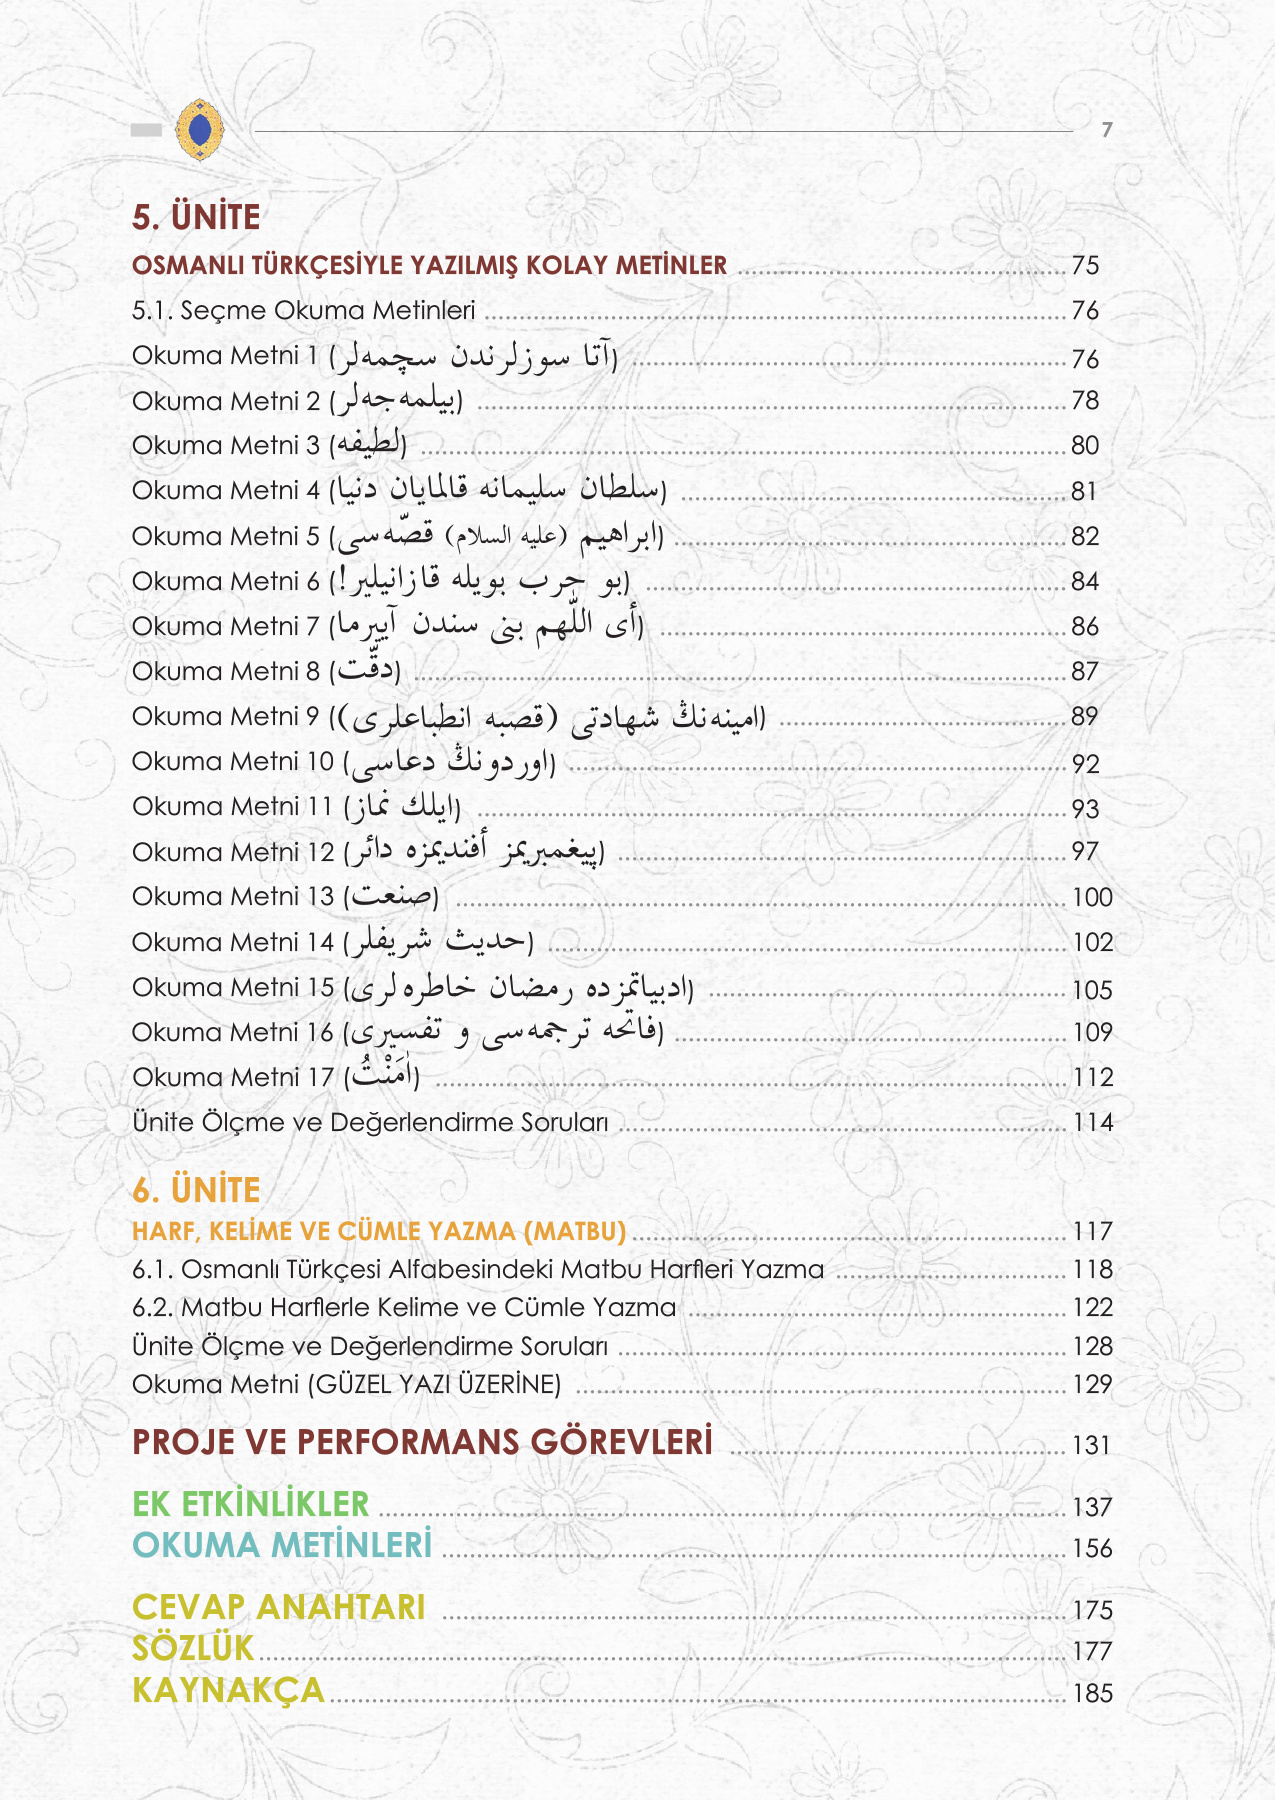 7
5. ÜNİTE
OSMANLI TÜRKÇESİYLE YAZILMIŞ KOLAY METİNLER ........ 75
5.1. Seçme Okuma Metinleri ........ 76
Okuma Metni 1 (آتا سوزلرندن سچمه‌لر) ........ 76
Okuma Metni 2 (بیلمه‌جه‌لر) ........ 78
Okuma Metni 3 (لطیفه) ........ 80
Okuma Metni 4 (سلطان سلیمانه قالمایان دنیا) ........ 81
Okuma Metni 5 (ابراهیم (علیه السلام) قصّه‌سی) ........ 82
Okuma Metni 6 (بو حرب بویله قازانیلیر!) ........ 84
Okuma Metni 7 (أی اللّهم بنی سندن آییرما) ........ 86
Okuma Metni 8 (دقّت) ........ 87
Okuma Metni 9 (امینه‌نڭ شهادتی (قصبه انطباعلری)) ........ 89
Okuma Metni 10 (اوردونڭ دعاسی) ........ 92
Okuma Metni 11 (ایلك نماز) ........ 93
Okuma Metni 12 (پیغمبریمز أفندیمزه دائر) ........ 97
Okuma Metni 13 (صنعت) ........ 100
Okuma Metni 14 (حدیث شریفلر) ........ 102
Okuma Metni 15 (ادبیاتمزده رمضان خاطره‌لری) ........ 105
Okuma Metni 16 (فاتحه ترجمه‌سی و تفسیری) ........ 109
Okuma Metni 17 (اٰمَنْتُ) ........ 112
Ünite Ölçme ve Değerlendirme Soruları ........ 114
6. ÜNİTE
HARF, KELİME VE CÜMLE YAZMA (MATBU) ........ 117
6.1. Osmanlı Türkçesi Alfabesindeki Matbu Harfleri Yazma ........ 118
6.2. Matbu Harflerle Kelime ve Cümle Yazma ........ 122
Ünite Ölçme ve Değerlendirme Soruları ........ 128
Okuma Metni (GÜZEL YAZI ÜZERİNE) ........ 129
PROJE VE PERFORMANS GÖREVLERİ ........ 131
EK ETKİNLİKLER ........ 137
OKUMA METİNLERİ ........ 156
CEVAP ANAHTARI ........ 175
SÖZLÜK ........ 177
KAYNAKÇA ........ 185